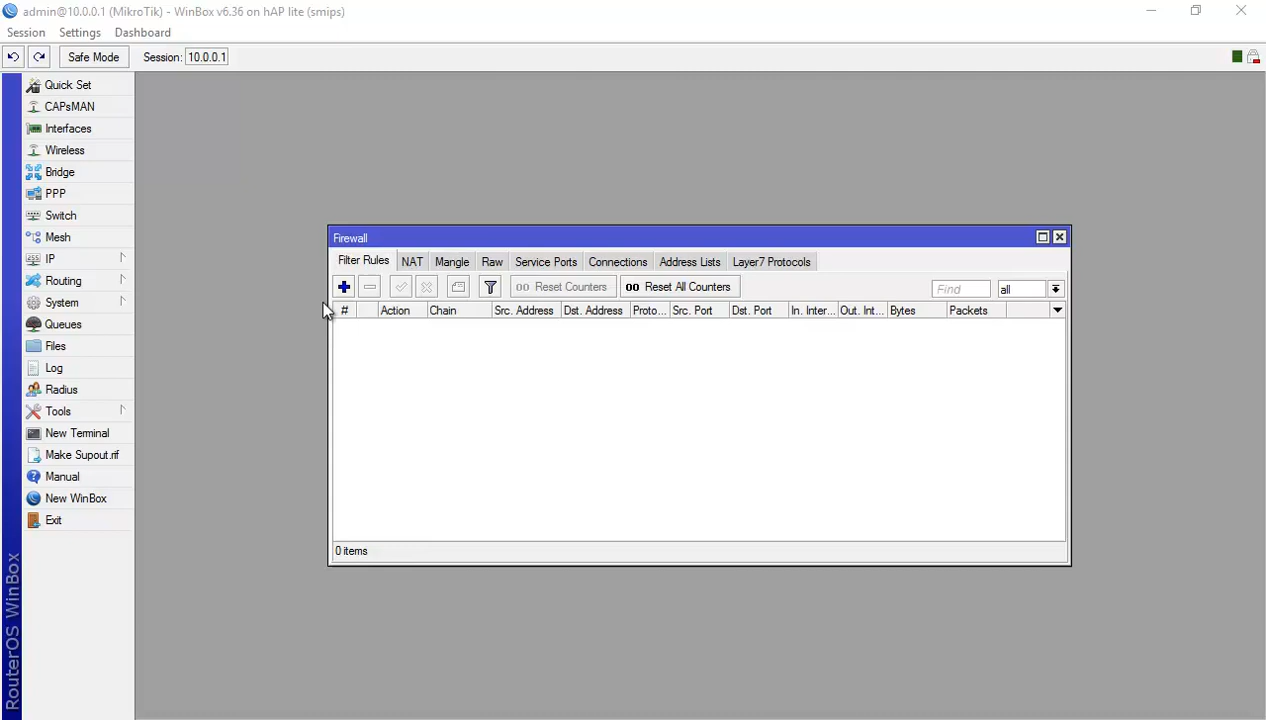 admin@10.0.0.1 (MikroTik) - WinBox v6.36 on hAP lite (smips)
Session Settings Dashboard
Safe Mode Session: 10.0.0.1
Quick Set
CAPsMAN
Interfaces
Wireless
Bridge
PPP
Switch
Mesh
IP
Routing
System
Queues
Files
Log
Radius
Tools
New Terminal
Make Supout.rif
Manual
New WinBox
Exit
RouterOS WinBox
Firewall
Filter Rules NAT Mangle Raw Service Ports Connections Address Lists Layer7 Protocols
00 Reset Counters 00 Reset All Counters Find all
# Action Chain Src. Address Dst. Address Proto... Src. Port Dst. Port In. Inter... Out. Int... Bytes Packets
0 items